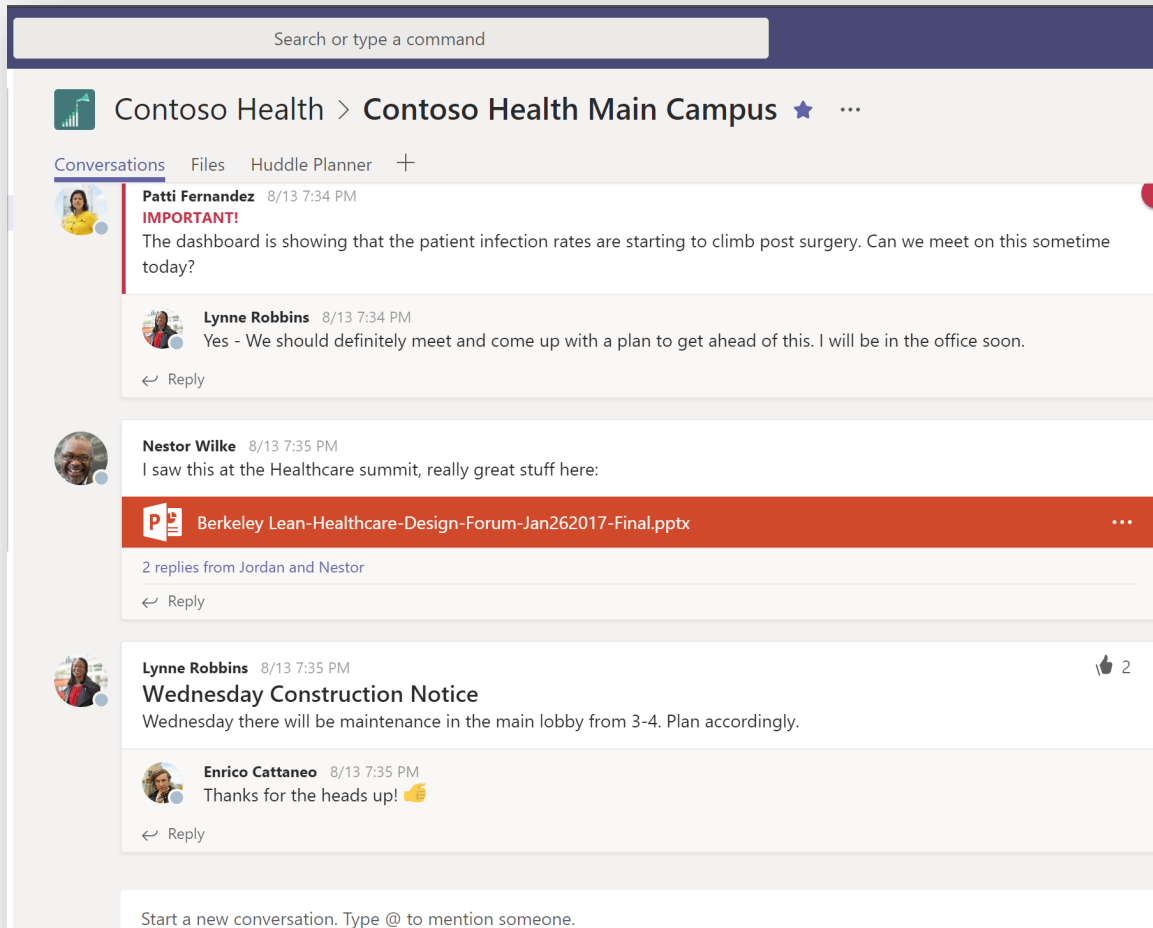 Search or type a command
Contoso Health > Contoso Health Main Campus ...
Conversations Files Huddle Planner +
Patti Fernandez 8/13 7:34 PM
IMPORTANT!
The dashboard is showing that the patient infection rates are starting to climb post surgery. Can we meet on this sometime
today?
Lynne Robbins 8/13 7:34 PM
Yes - We should definitely meet and come up with a plan to get ahead of this. I will be in the office soon.
Reply
Nestor Wilke 8/13 7:35 PM
I saw this at the Healthcare summit, really great stuff here:
P Berkeley Lean-Healthcare-Design-Forum-Jan262017-Final.pptx ...
2 replies from Jordan and Nestor
Reply
Lynne Robbins 8/13 7:35 PM 2
Wednesday Construction Notice
Wednesday there will be maintenance in the main lobby from 3-4. Plan accordingly.
Enrico Cattaneo 8/13 7:35 PM
Thanks for the heads up! 👍
Reply
Start a new conversation. Type @ to mention someone.